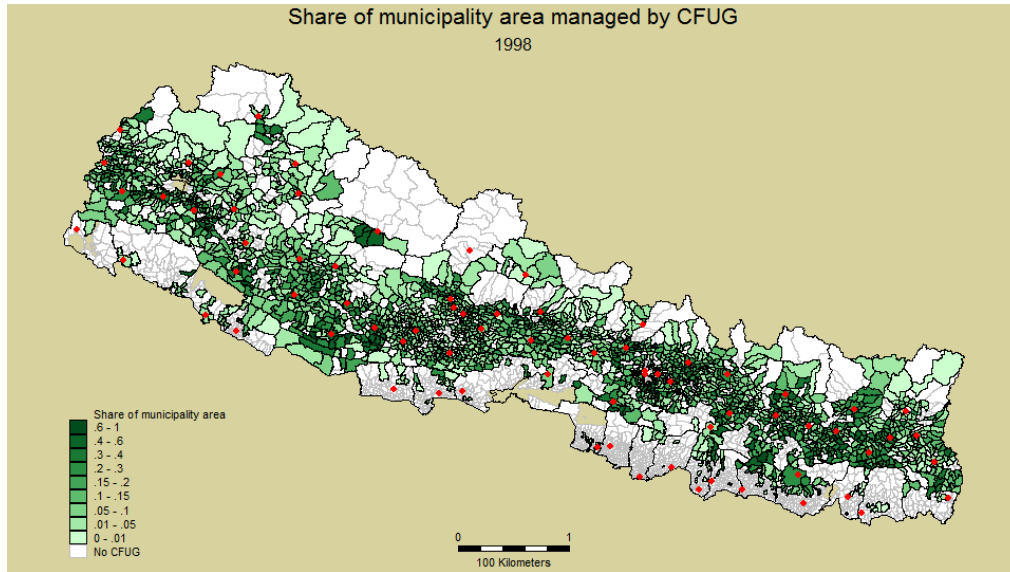 Share of municipality area managed by CFUG
1998
Share of municipality area
.6 - 1
.4 - .6
.3 - .4
.2 - .3
.15 - .2
.1 - .15
.05 - .1
.01 - .05
0 - .01
No CFUG
0 1
100 Kilometers